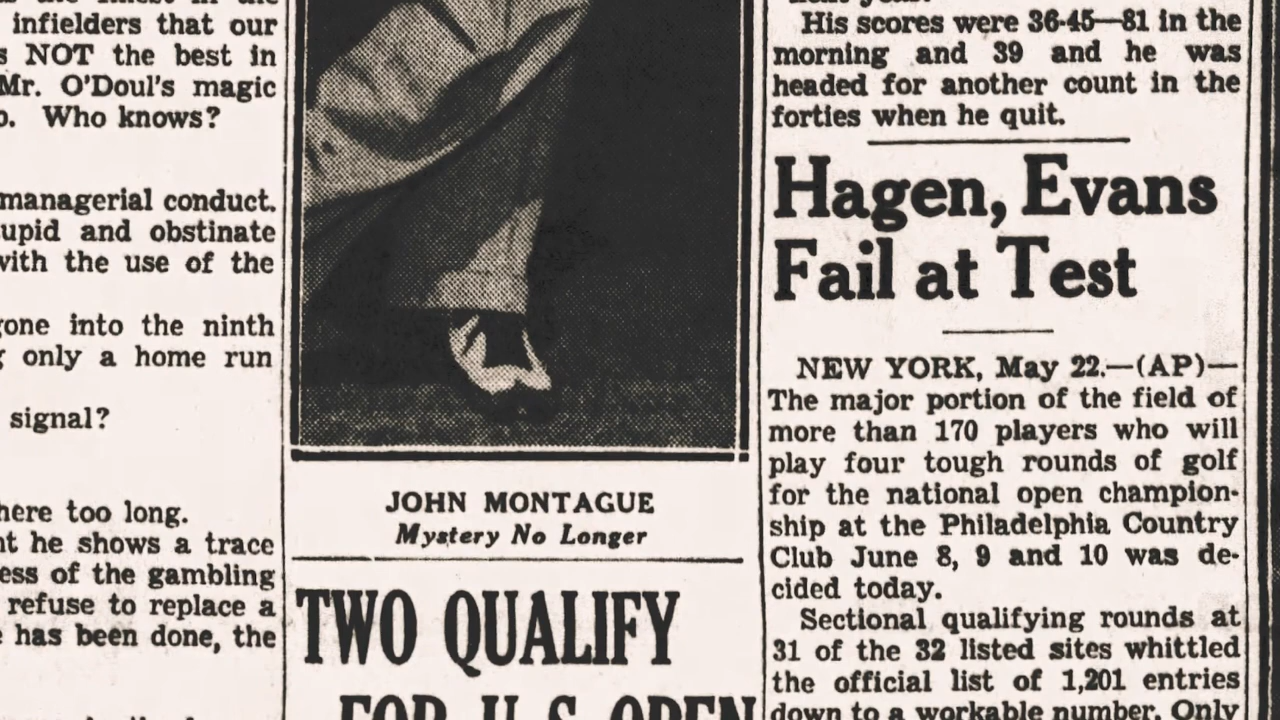 infielders that our
NOT the best in
Mr. O'Doul's magic
Who knows?
managerial conduct.
and obstinate
with the use of the
gone into the ninth
only a home run
signal?
here too long.
he shows a trace
of the gambling
refuse to replace a
has been done, the
JOHN MONTAGUE
Mystery No Longer
TWO QUALIFY
FOR U S OPEN
His scores were 36-45—81 in the
morning and 39 and he was
headed for another count in the
forties when he quit.
Hagen, Evans
Fail at Test
NEW YORK, May 22.—(AP)—
The major portion of the field of
more than 170 players who will
play four tough rounds of golf
for the national open champion-
ship at the Philadelphia Country
Club June 8, 9 and 10 was de-
cided today.
Sectional qualifying rounds at
31 of the 32 listed sites whittled
the official list of 1,201 entries
down to a workable number. Only